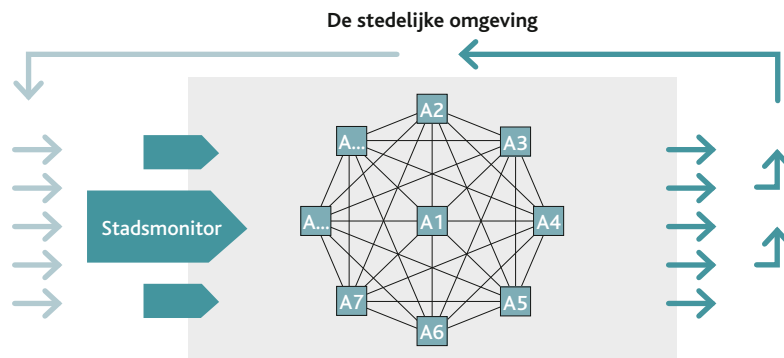 De stedelijke omgeving
A2
A...
A3
Stadsmonitor
A...
A1
A4
A7
A5
A6